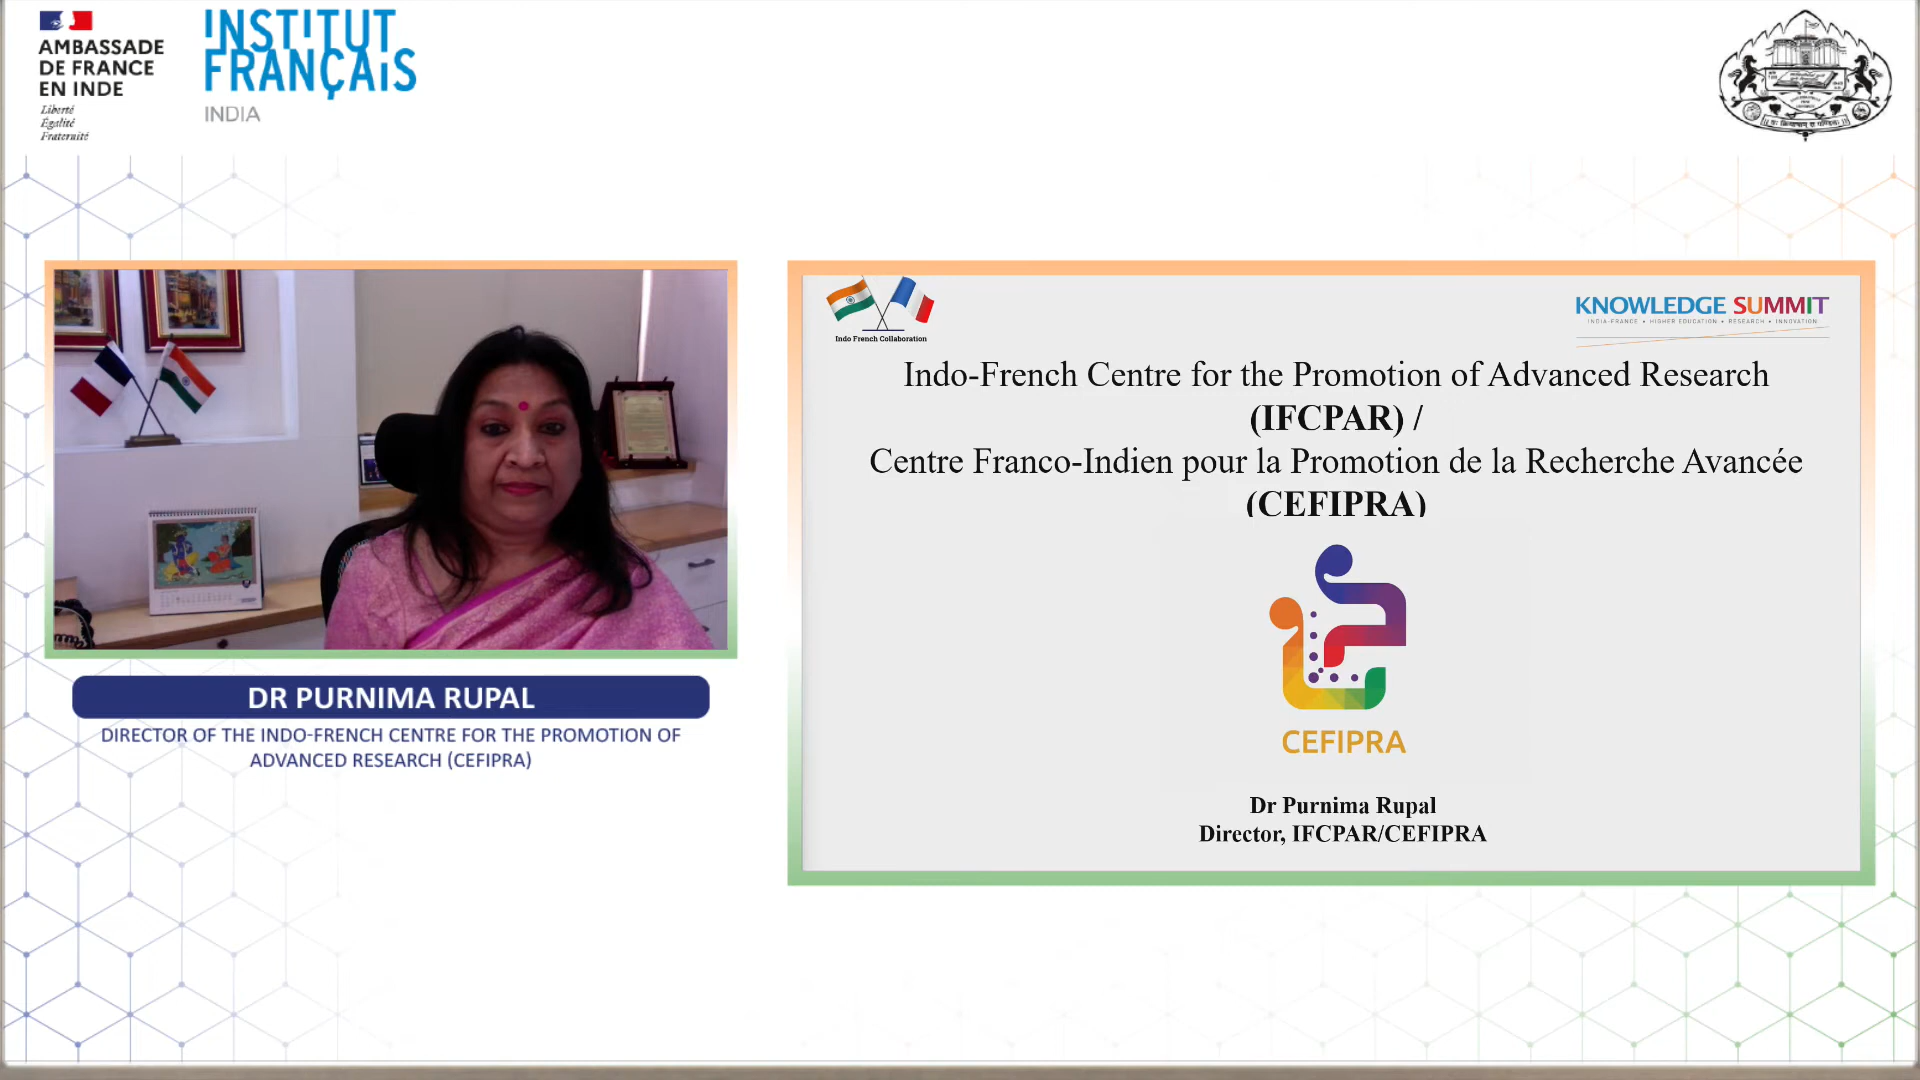 AMBASSADE
DE FRANCE
EN INDE
Liberté
Égalité
Fraternité
INSTITUT
FRANÇAIS
INDIA
Indo French Collaboration
KNOWLEDGE SUMMIT
INDIA-FRANCE • HIGHER EDUCATION • RESEARCH • INNOVATION
Indo-French Centre for the Promotion of Advanced Research
(IFCPAR) /
Centre Franco-Indien pour la Promotion de la Recherche Avancée
(CEFIPRA)
CEFIPRA
Dr Purnima Rupal
Director, IFCPAR/CEFIPRA
DR PURNIMA RUPAL
DIRECTOR OF THE INDO-FRENCH CENTRE FOR THE PROMOTION OF
ADVANCED RESEARCH (CEFIPRA)